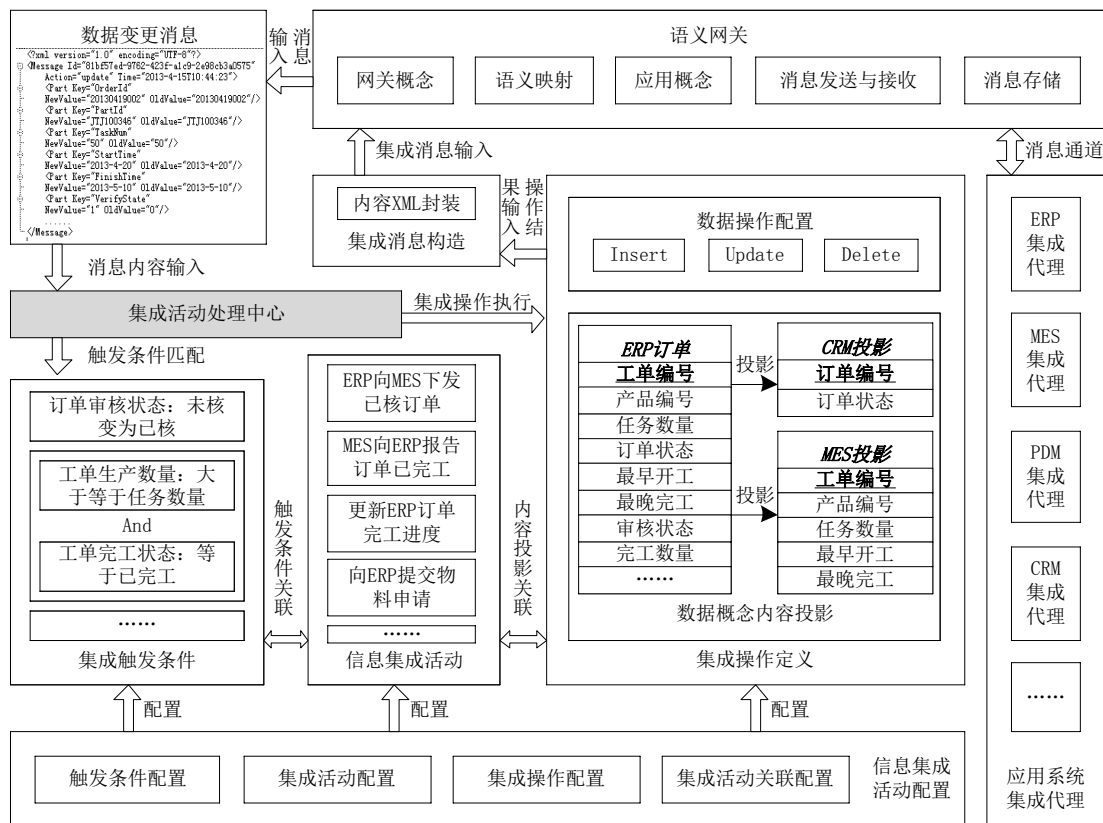 数据变更消息
<?xml version="1.0" encoding="UTF-8"?>
<Message Id="81bf57ed-9762-423f-a1c9-2e98cb3a0575"
Action="update" Time="2013-4-15T10:44:23">
<Part Key="OrderId"
NewValue="20130419002" OldValue="20130419002"/>
<Part Key="PartId"
NewValue="JTJ100346" OldValue="JTJ100346"/>
<Part Key="TaskNum"
NewValue="50" OldValue="50"/>
<Part Key="StartTime"
NewValue="2013-4-20" OldValue="2013-4-20"/>
<Part Key="FinishTime"
NewValue="2013-5-10" OldValue="2013-5-10"/>
<Part Key="VerifyState"
NewValue="1" OldValue="0"/>
......
</Message>
消息
输入
语义网关
网关概念
语义映射
应用概念
消息发送与接收
消息存储
集成消息输入
消息通道
内容XML封装
集成消息构造
操作结
果输入
数据操作配置
Insert
Update
Delete
消息内容输入
集成活动处理中心
集成操作执行
触发条件匹配
订单审核状态：未核
变为已核
工单生产数量：大
于等于任务数量
And
工单完工状态：等
于已完工
……
集成触发条件
触发条件关联
ERP向MES下发
已核订单
MES向ERP报告
订单已完工
更新ERP订单
完工进度
向ERP提交物
料申请
……
信息集成活动
内容投影关联
ERP订单
工单编号
产品编号
任务数量
订单状态
最早开工
最晚完工
审核状态
完工数量
……
投影
投影
CRM投影
订单编号
订单状态
MES投影
工单编号
产品编号
任务数量
最早开工
最晚完工
数据概念内容投影
集成操作定义
ERP
集成
代理
MES
集成
代理
PDM
集成
代理
CRM
集成
代理
……
应用系统
集成代理
配置
配置
配置
触发条件配置
集成活动配置
集成操作配置
集成活动关联配置
信息集成
活动配置